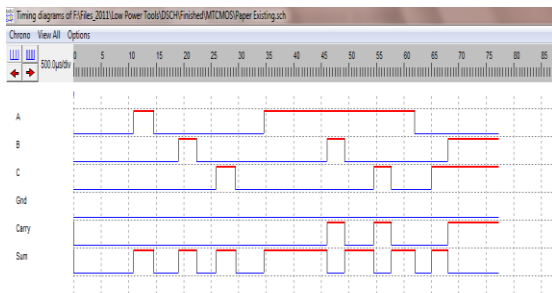 Timing diagrams of F:\Files_2011\Low Power Tools\DSCH\Finished\MTCMOS\Paper Existing.sch
Chrono View All Options
500.0µs/div 0 5 10 15 20 25 30 35 40 45 50 55 60 65 70 75 80 85
A
B
C
Gnd
Carry
Sum